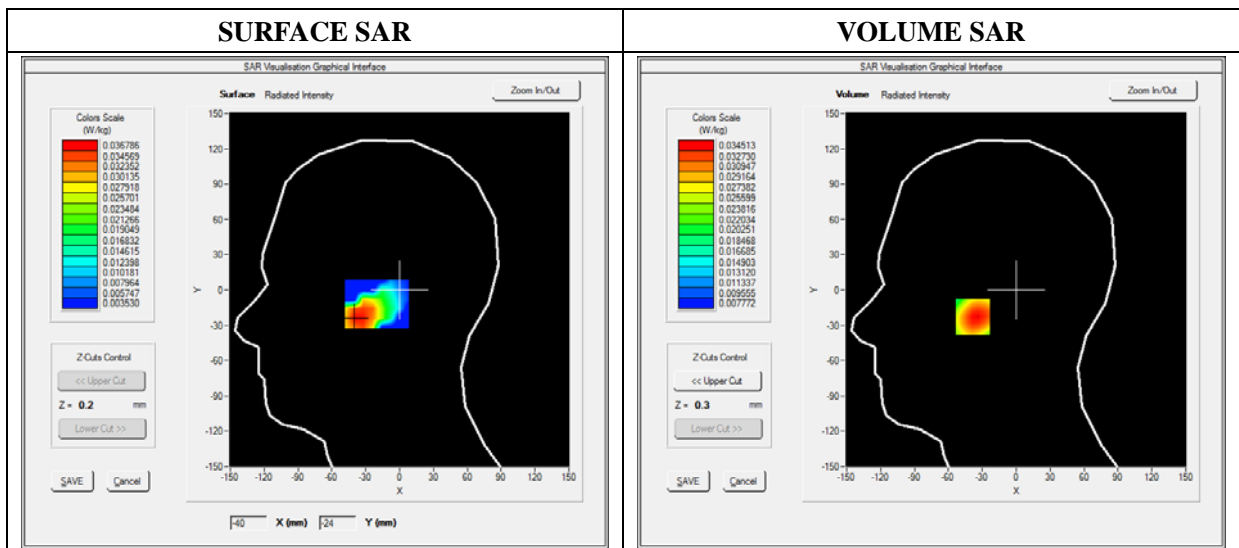 SURFACE SAR
VOLUME SAR
SAR Visualisation Graphical Interface
Surface Radiated Intensity
Zoom In/Out
Colors Scale
(W/kg)
0.036786
0.034569
0.032352
0.030135
0.027918
0.025701
0.023484
0.021266
0.019049
0.016832
0.014615
0.012398
0.010181
0.007964
0.005747
0.003530
Z-Cuts Control
<< Upper Cut
Z = 0.2 mm
Lower Cut >>
SAVE
Cancel
150
120
90
60
30
0
-30
-60
-90
-120
-150
Y
-150 -120 -90 -60 -30 0 30 60 90 120 150
X
-40 X (mm) -24 Y (mm)
SAR Visualisation Graphical Interface
Volume Radiated Intensity
Zoom In/Out
Colors Scale
(W/kg)
0.034513
0.032730
0.030947
0.029164
0.027382
0.025599
0.023816
0.022034
0.020251
0.018468
0.016685
0.014903
0.013120
0.011337
0.009555
0.007772
Z-Cuts Control
<< Upper Cut
Z = 0.3 mm
Lower Cut >>
SAVE
Cancel
150
120
90
60
30
0
-30
-60
-90
-120
-150
Y
-150 -120 -90 -60 -30 0 30 60 90 120 150
X